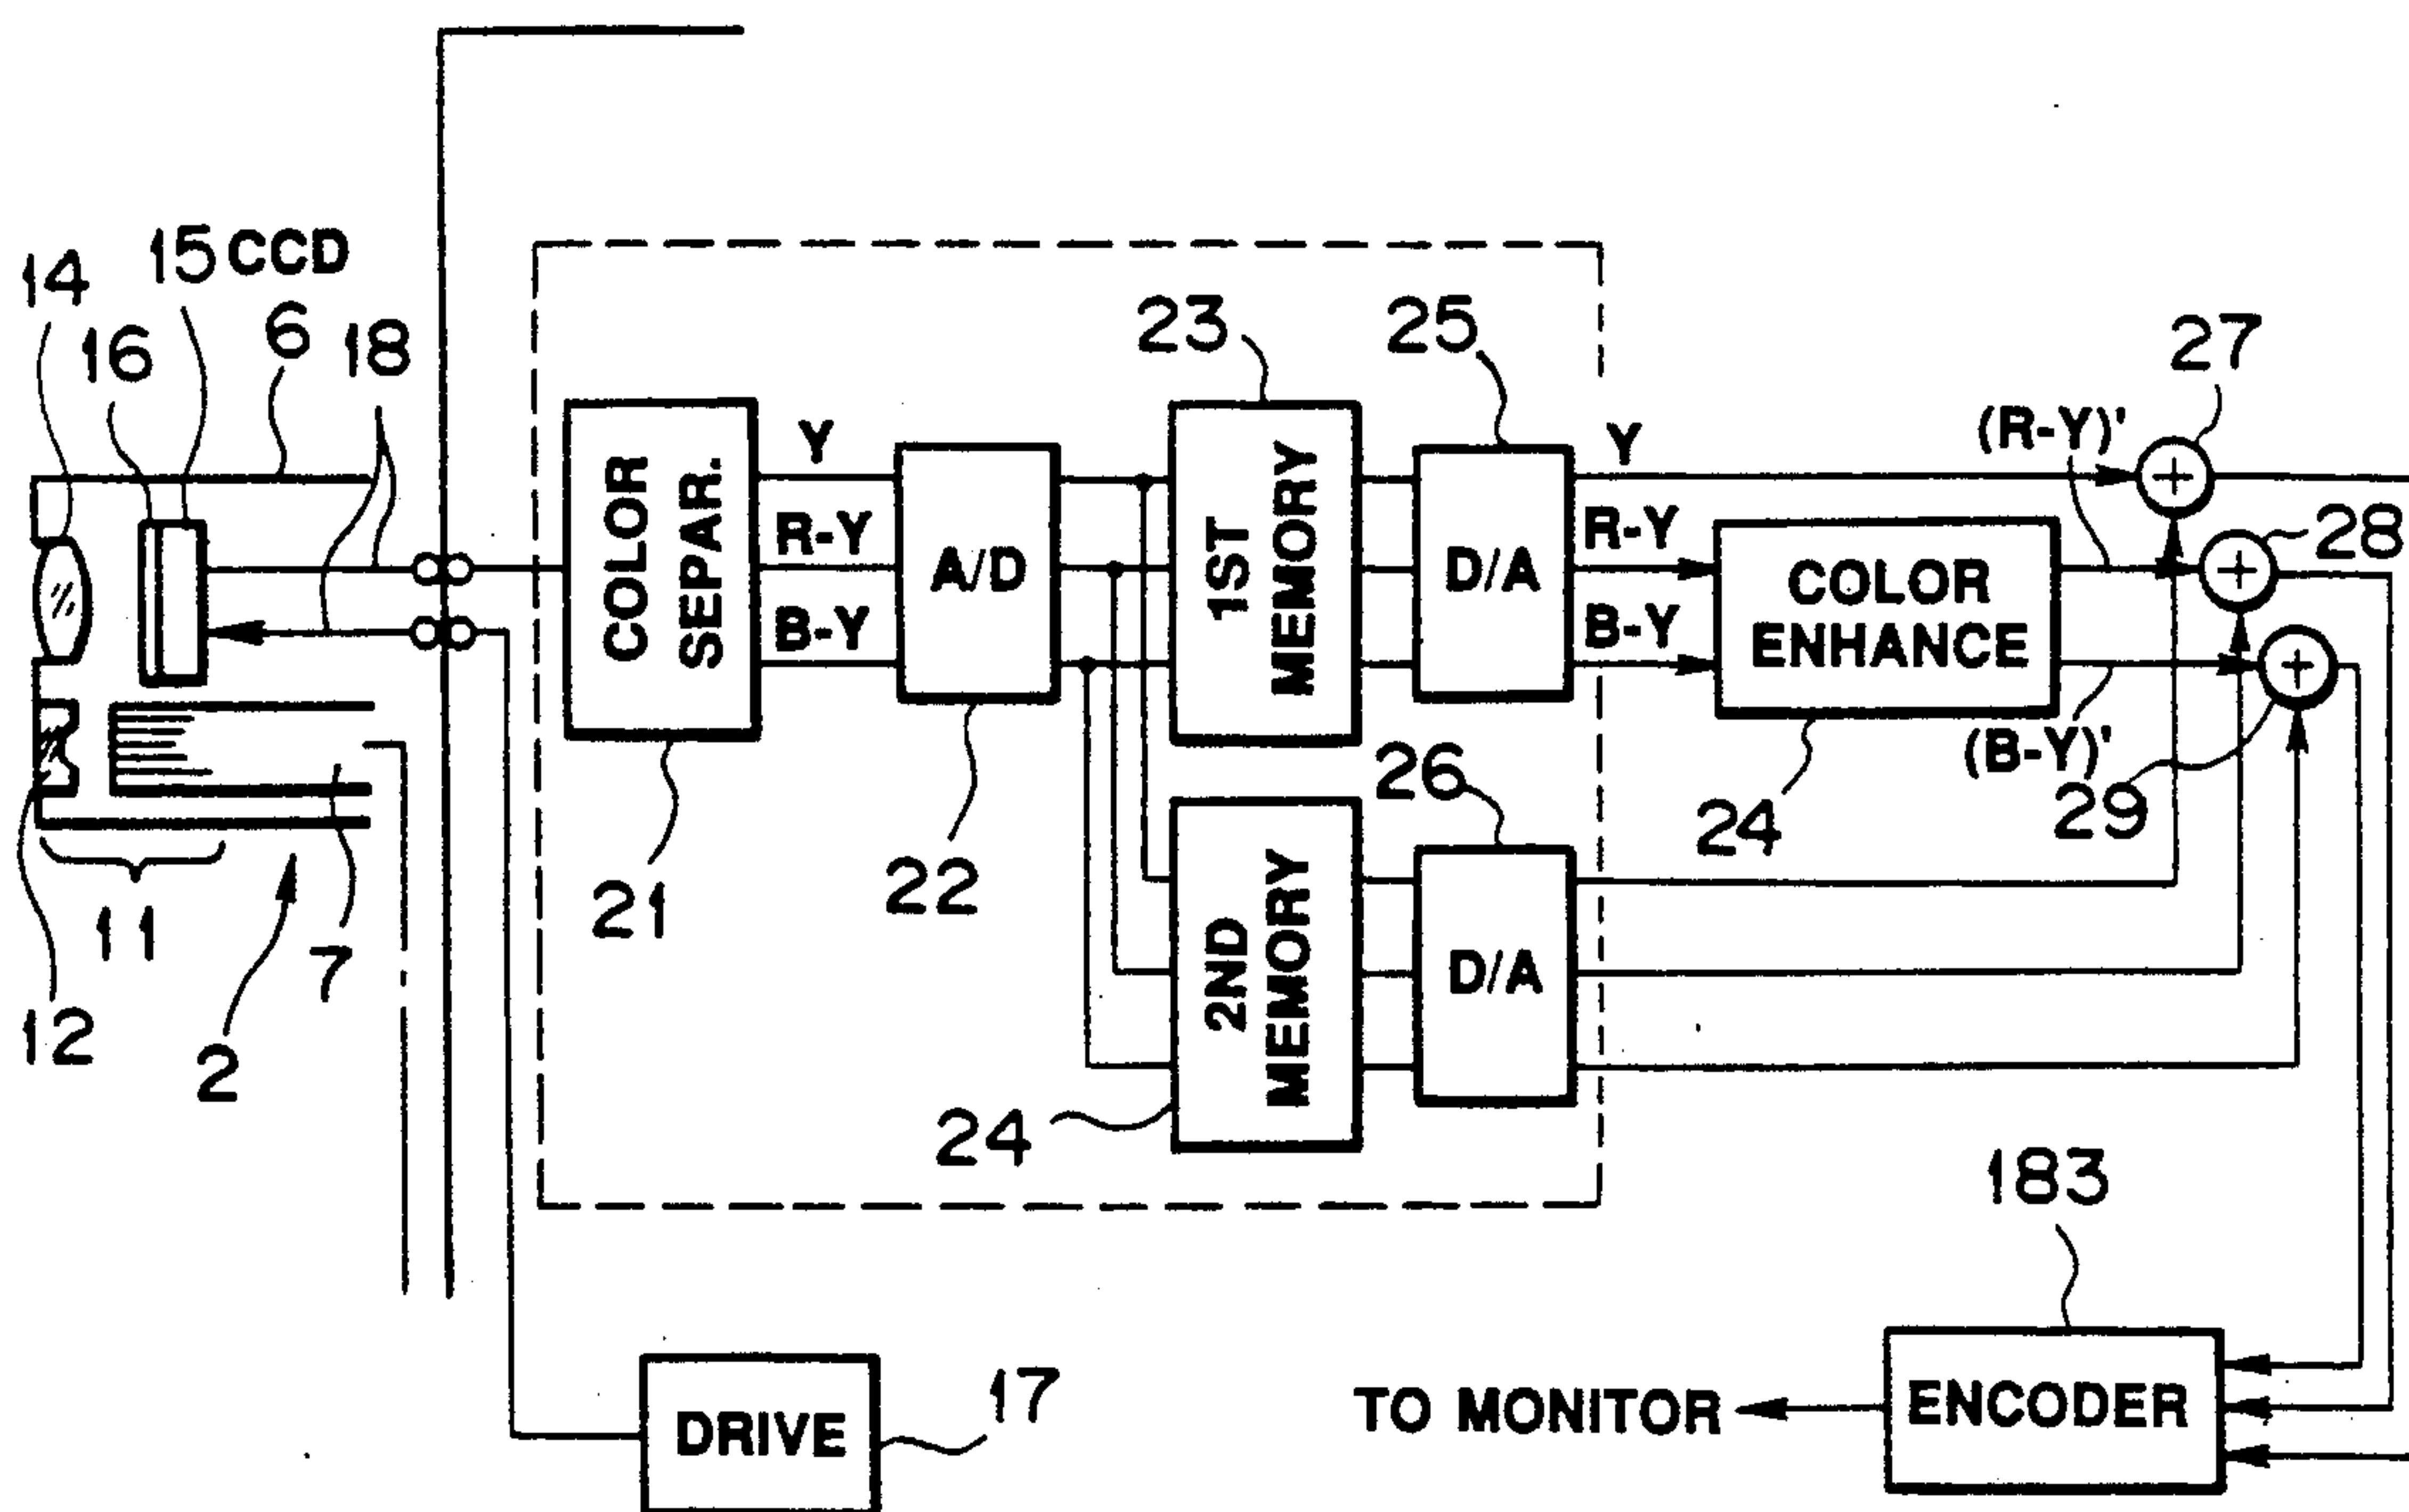 14
15 CCD
16
6
18
23
25
27
28
Y
R-Y
B-Y
COLOR
SEPAR.
A/D
1ST
MEMORY
D/A
Y
R-Y
B-Y
COLOR
ENHANCE
(R-Y)'
(B-Y)'
+
+
+
21
22
26
24
29
12
11
2
7
2ND
MEMORY
D/A
24
183
DRIVE
17
TO MONITOR
ENCODER